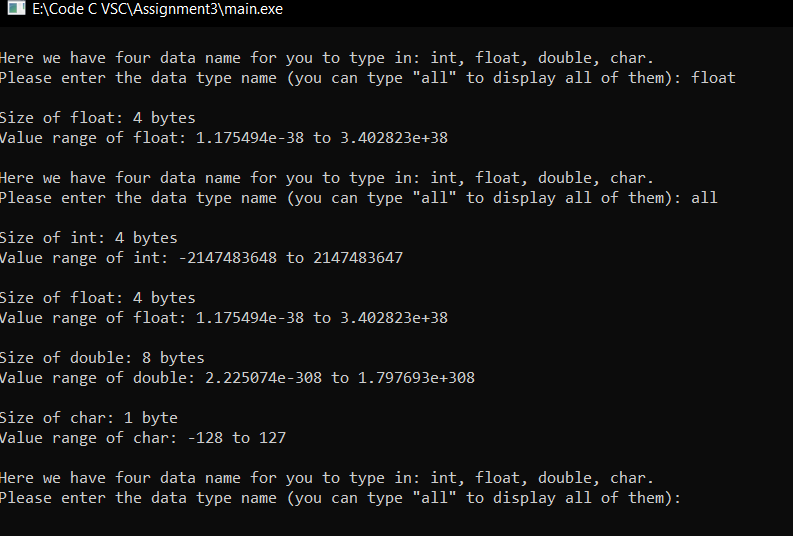 E:\Code C VSC\Assignment3\main.exe
Here we have four data name for you to type in: int, float, double, char.
Please enter the data type name (you can type "all" to display all of them): float
Size of float: 4 bytes
Value range of float: 1.175494e-38 to 3.402823e+38
Here we have four data name for you to type in: int, float, double, char.
Please enter the data type name (you can type "all" to display all of them): all
Size of int: 4 bytes
Value range of int: -2147483648 to 2147483647
Size of float: 4 bytes
Value range of float: 1.175494e-38 to 3.402823e+38
Size of double: 8 bytes
Value range of double: 2.225074e-308 to 1.797693e+308
Size of char: 1 byte
Value range of char: -128 to 127
Here we have four data name for you to type in: int, float, double, char.
Please enter the data type name (you can type "all" to display all of them):